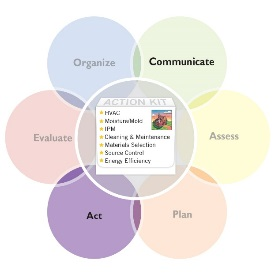 Organize
Communicate
ACTION KIT
HVAC
Moisture/Mold
IPM
Cleaning & Maintenance
Materials Selection
Source Control
Energy Efficiency
Evaluate
Assess
Act
Plan